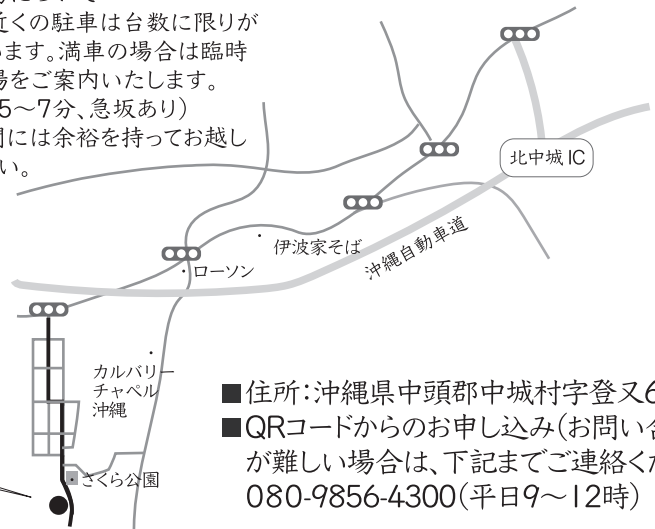 近くの駐車は台数に限りが
います。満車の場合は臨時
場をご案内いたします。
5～7分、急坂あり）
間には余裕を持ってお越し
い。
北中城 IC
伊波家そば
沖縄自動車道
ローソン
カルバリー
チャペル
沖縄
さくら公園
■住所：沖縄県中頭郡中城村字登又6
■QRコードからのお申し込み（お問い合
が難しい場合は、下記までご連絡くだ
080-9856-4300（平日9～12時）